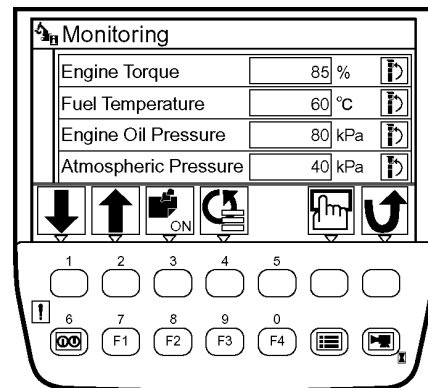 Monitoring
Engine Torque 85 %
Fuel Temperature 60 °C
Engine Oil Pressure 80 kPa
Atmospheric Pressure 40 kPa
ON
1 2 3 4 5
!
6 7 8 9 0
F1 F2 F3 F4